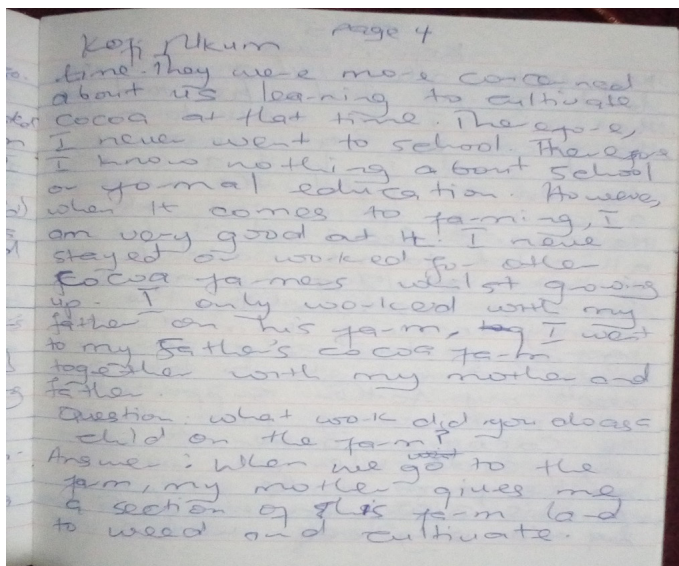 Kofi Nkum page 4
time. They were more concerned
about us learning to cultivate
cocoa at that time. Therefore,
I never went to school. Therefore
I know nothing about school
or formal education. However,
when it comes to farming, I
am very good at it. I never
stayed or worked for other
cocoa farmers whilst growing
up. I only worked with my
father on his farm, I went
to my father's cocoa farm
together with my mother and
father.
Question: what work did you do as a
child on the farm?
Answer: When we go to the
farm, my mother gives me
a section of this farm land
to weed and cultivate.